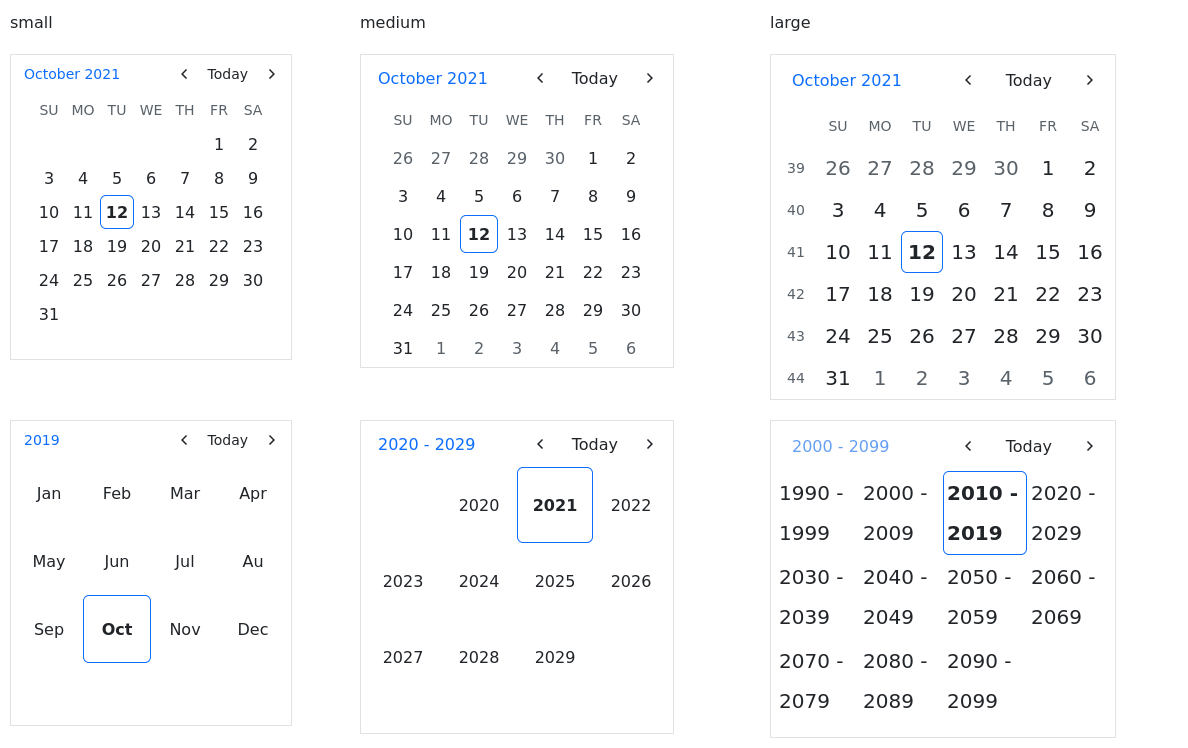 small
October 2021 Today
SU MO TU WE TH FR SA
1 2
3 4 5 6 7 8 9
10 11 12 13 14 15 16
17 18 19 20 21 22 23
24 25 26 27 28 29 30
31
medium
October 2021 Today
SU MO TU WE TH FR SA
26 27 28 29 30 1 2
3 4 5 6 7 8 9
10 11 12 13 14 15 16
17 18 19 20 21 22 23
24 25 26 27 28 29 30
31 1 2 3 4 5 6
large
October 2021 Today
SU MO TU WE TH FR SA
39 26 27 28 29 30 1 2
40 3 4 5 6 7 8 9
41 10 11 12 13 14 15 16
42 17 18 19 20 21 22 23
43 24 25 26 27 28 29 30
44 31 1 2 3 4 5 6
2019 Today
Jan Feb Mar Apr
May Jun Jul Au
Sep Oct Nov Dec
2020 - 2029 Today
2020 2021 2022
2023 2024 2025 2026
2027 2028 2029
2000 - 2099 Today
1990 - 2000 - 2010 - 2020 -
1999 2009 2019 2029
2030 - 2040 - 2050 - 2060 -
2039 2049 2059 2069
2070 - 2080 - 2090 -
2079 2089 2099